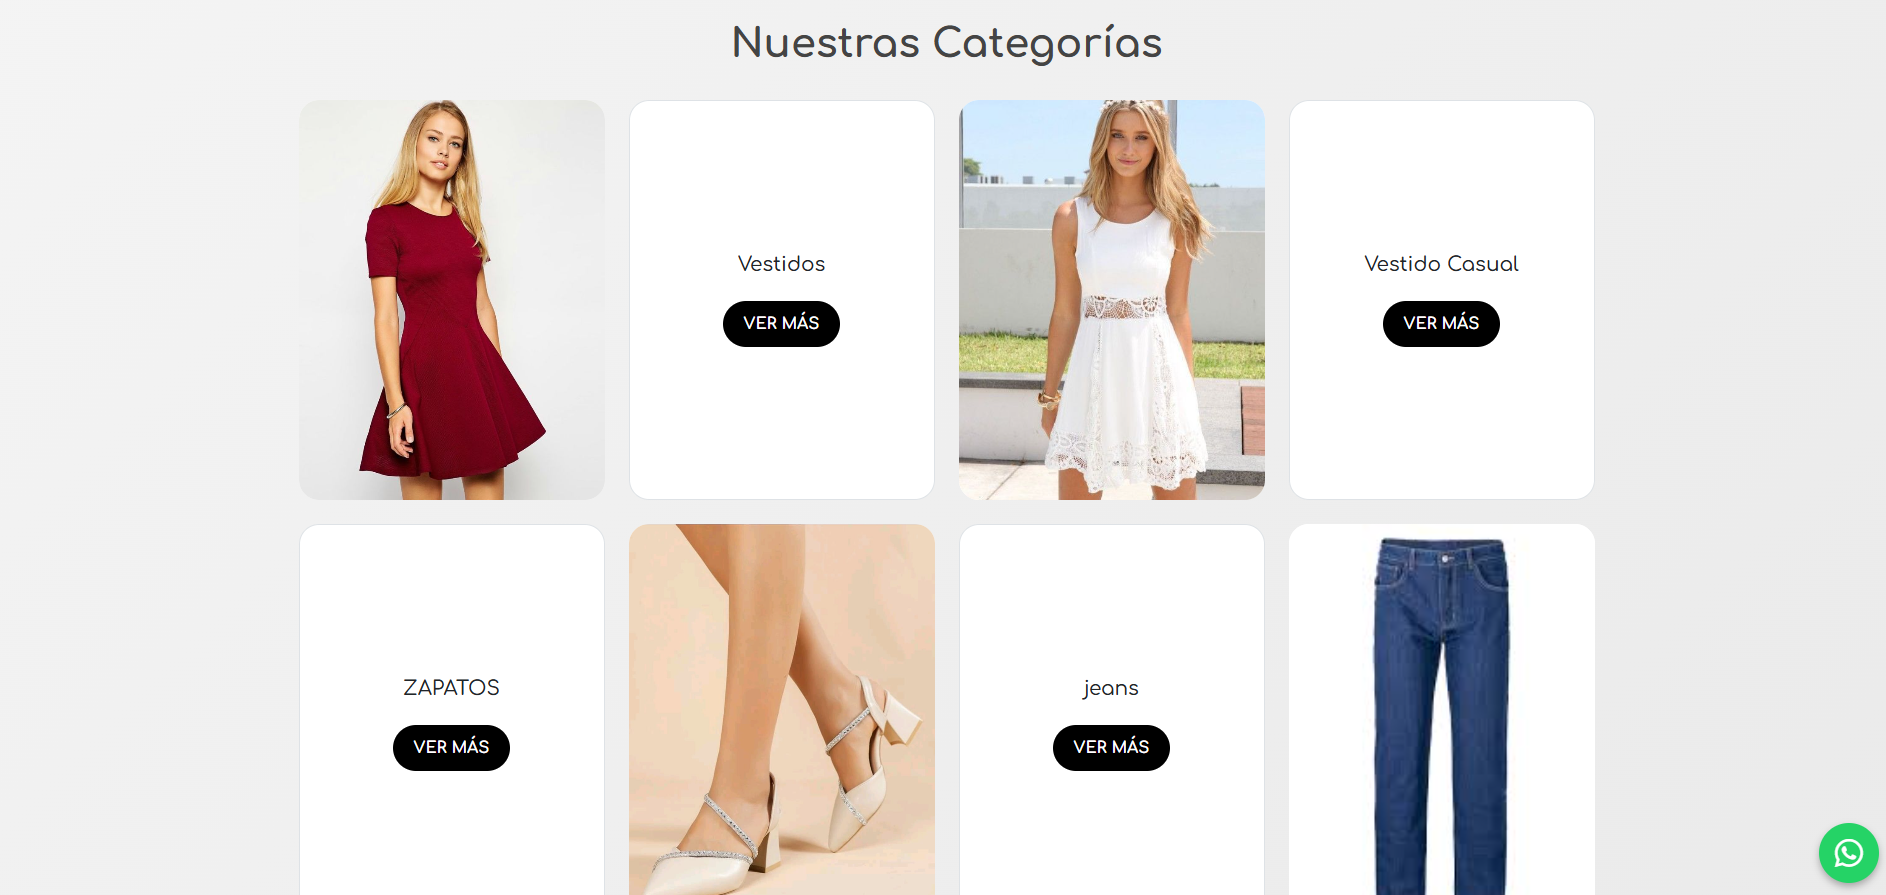 Nuestras Categorías
Vestidos
VER MÁS
Vestido Casual
VER MÁS
ZAPATOS
VER MÁS
jeans
VER MÁS